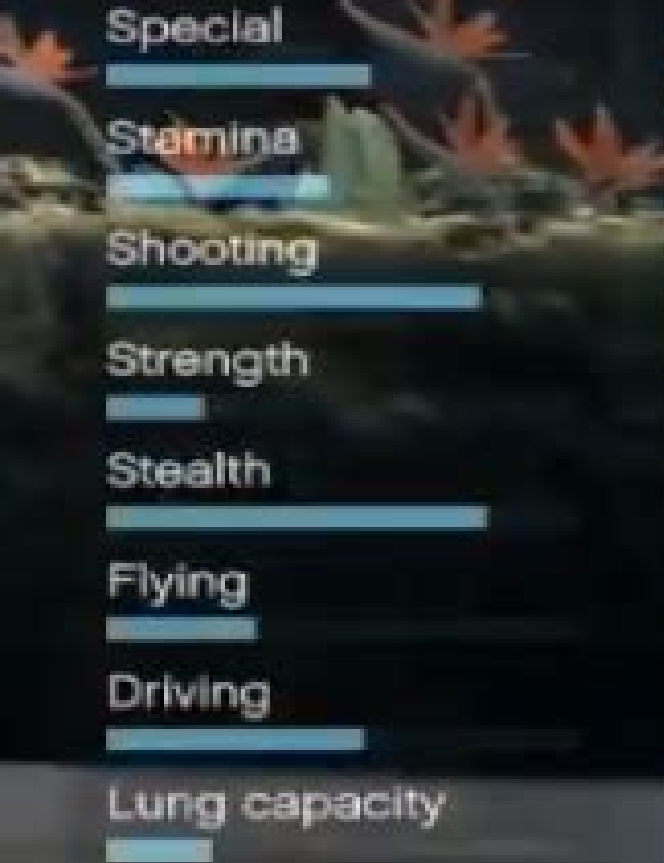 Special
Stamina
Shooting
Strength
Stealth
Flying
Driving
Lung capacity